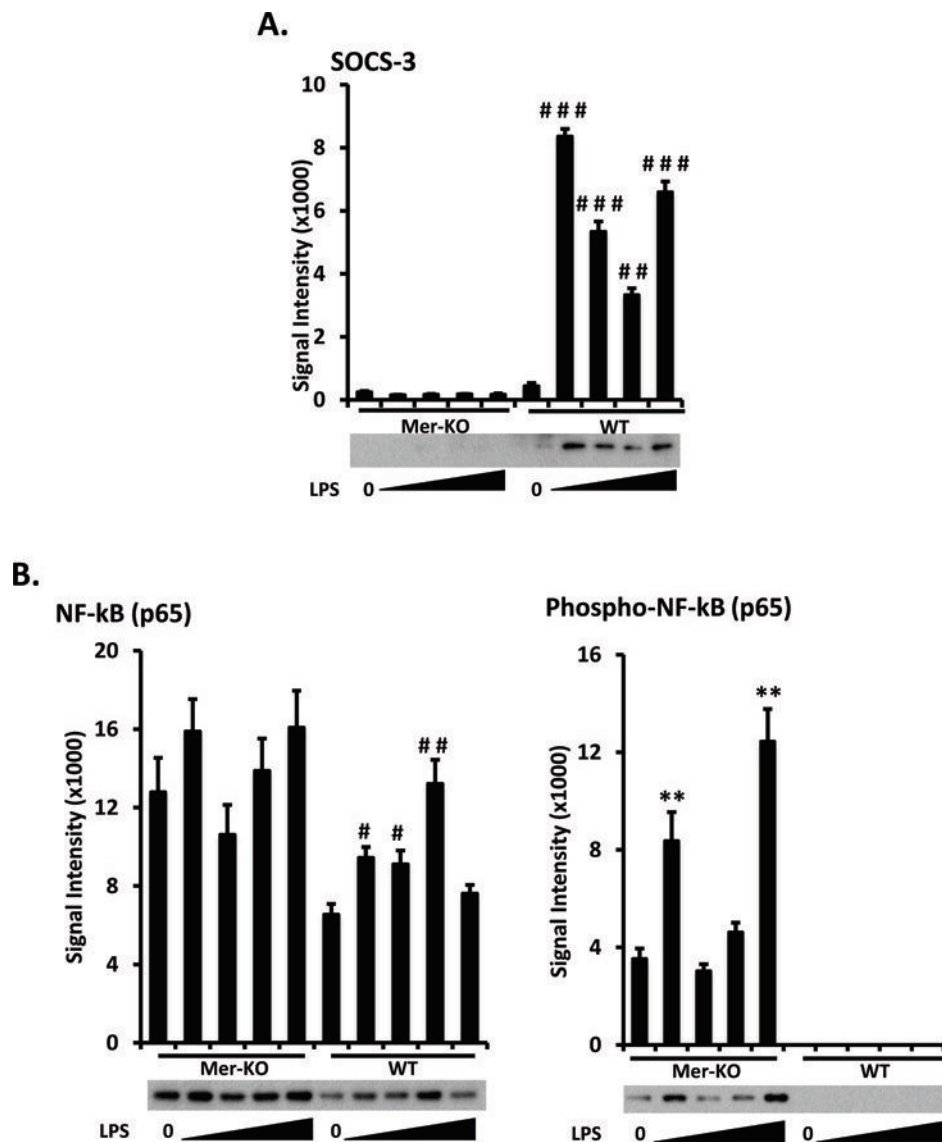 A.
SOCS-3
Signal Intensity (x1000)
10
8
6
4
2
0
# # #
# # #
# #
# # #
Mer-KO
WT
LPS
0
0
B.
NF-kB (p65)
Signal Intensity (x1000)
20
16
12
8
4
0
#
#
# #
Mer-KO
WT
LPS
0
0
Phospho-NF-kB (p65)
Signal Intensity (x1000)
16
12
8
4
0
**
**
Mer-KO
WT
LPS
0
0